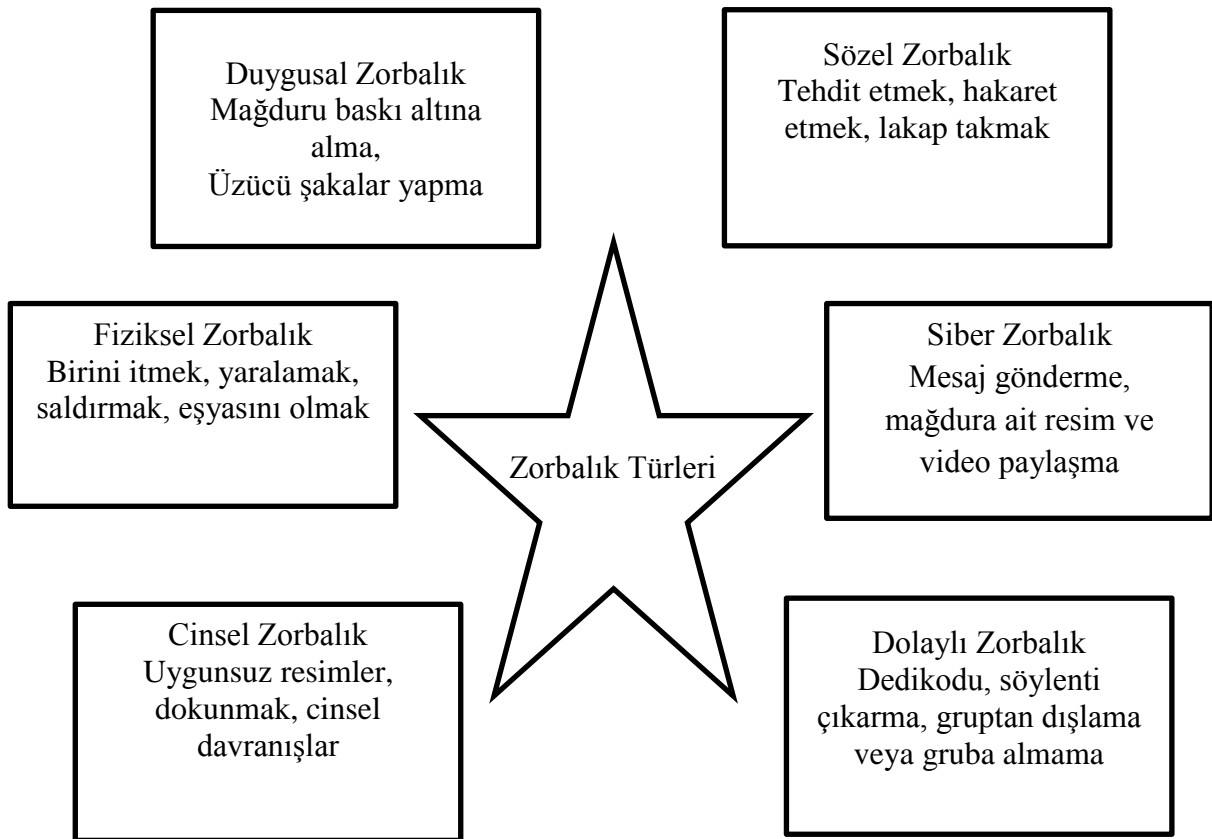 Duygusal Zorbalık
Mağduru baskı altına
alma,
Üzücü şakalar yapma
Sözel Zorbalık
Tehdit etmek, hakaret
etmek, lakap takmak
Fiziksel Zorbalık
Birini itmek, yaralamak,
saldırmak, eşyasını olmak
Zorbalık Türleri
Siber Zorbalık
Mesaj gönderme,
mağdura ait resim ve
video paylaşma
Cinsel Zorbalık
Uygunsuz resimler,
dokunmak, cinsel
davranışlar
Dolaylı Zorbalık
Dedikodu, söylenti
çıkarma, gruptan dışlama
veya gruba almama